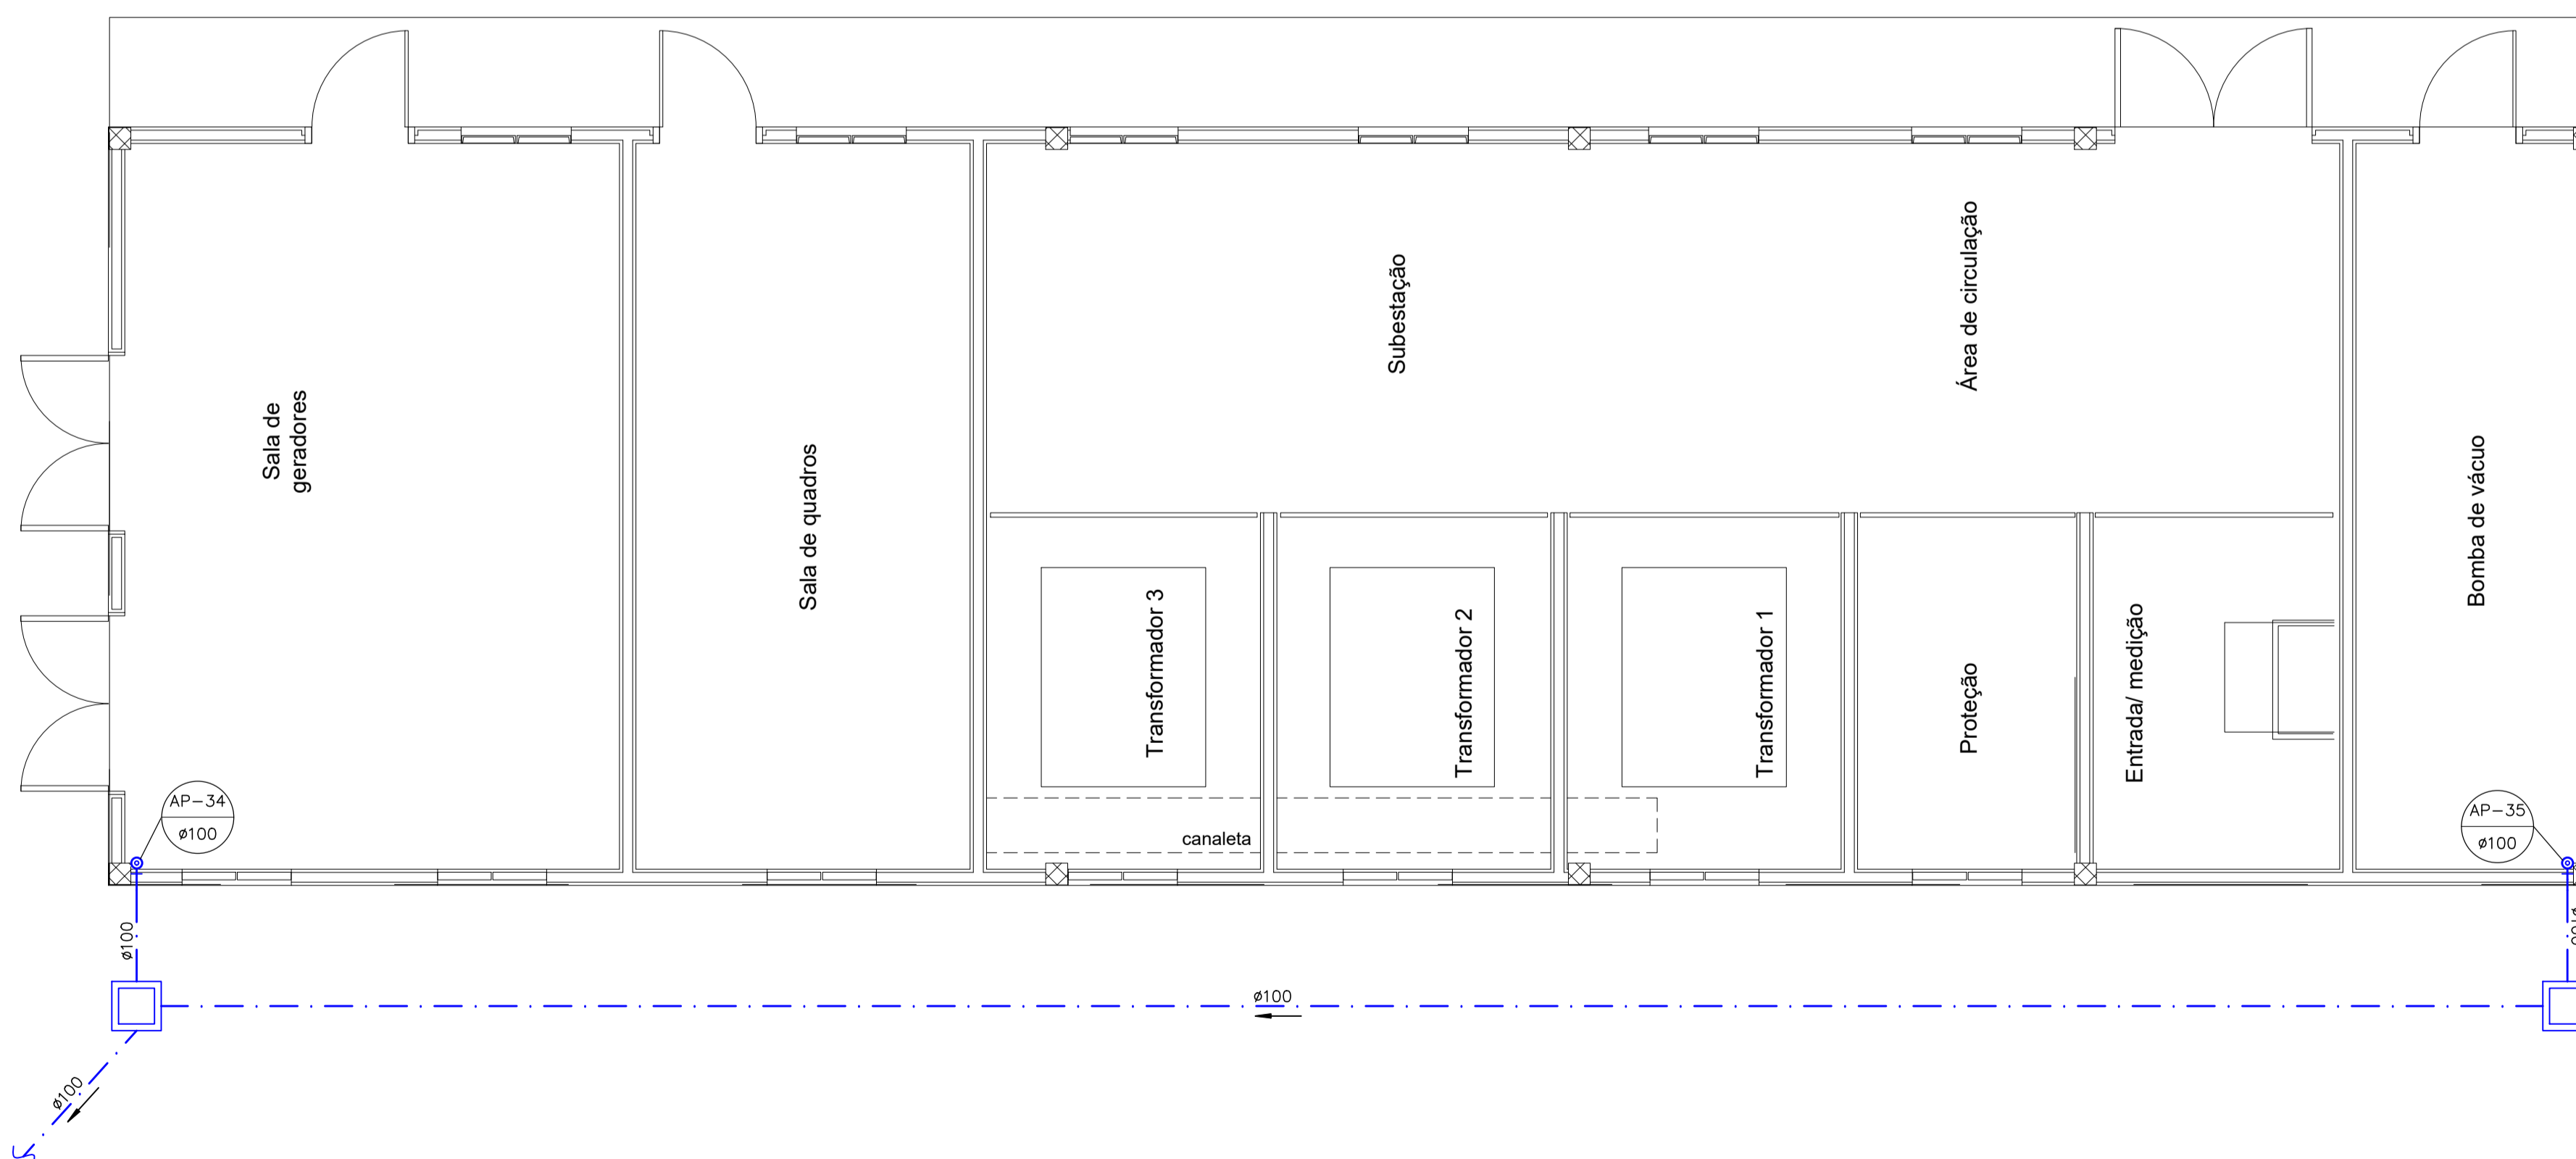 Sala de
geradores
Sala de quadros
Subestação
Área de circulação
Bomba de vácuo
Transformador 3
Transformador 2
Transformador 1
Proteção
Entrada/ medição
canaleta
AP-34
ø100
AP-35
ø100
ø100
ø100
ø100